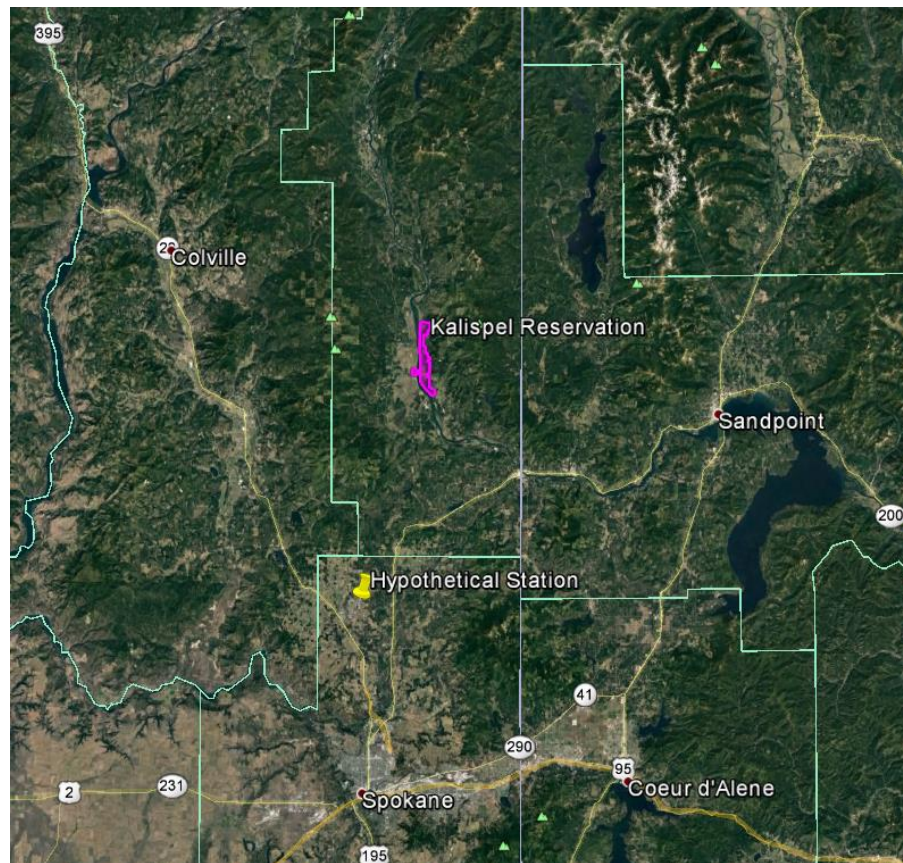 395
Colville
Kalispel Reservation
Sandpoint
200
Hypothetical Station
41
290
95
2
231
Spokane
Coeur d'Alene
195